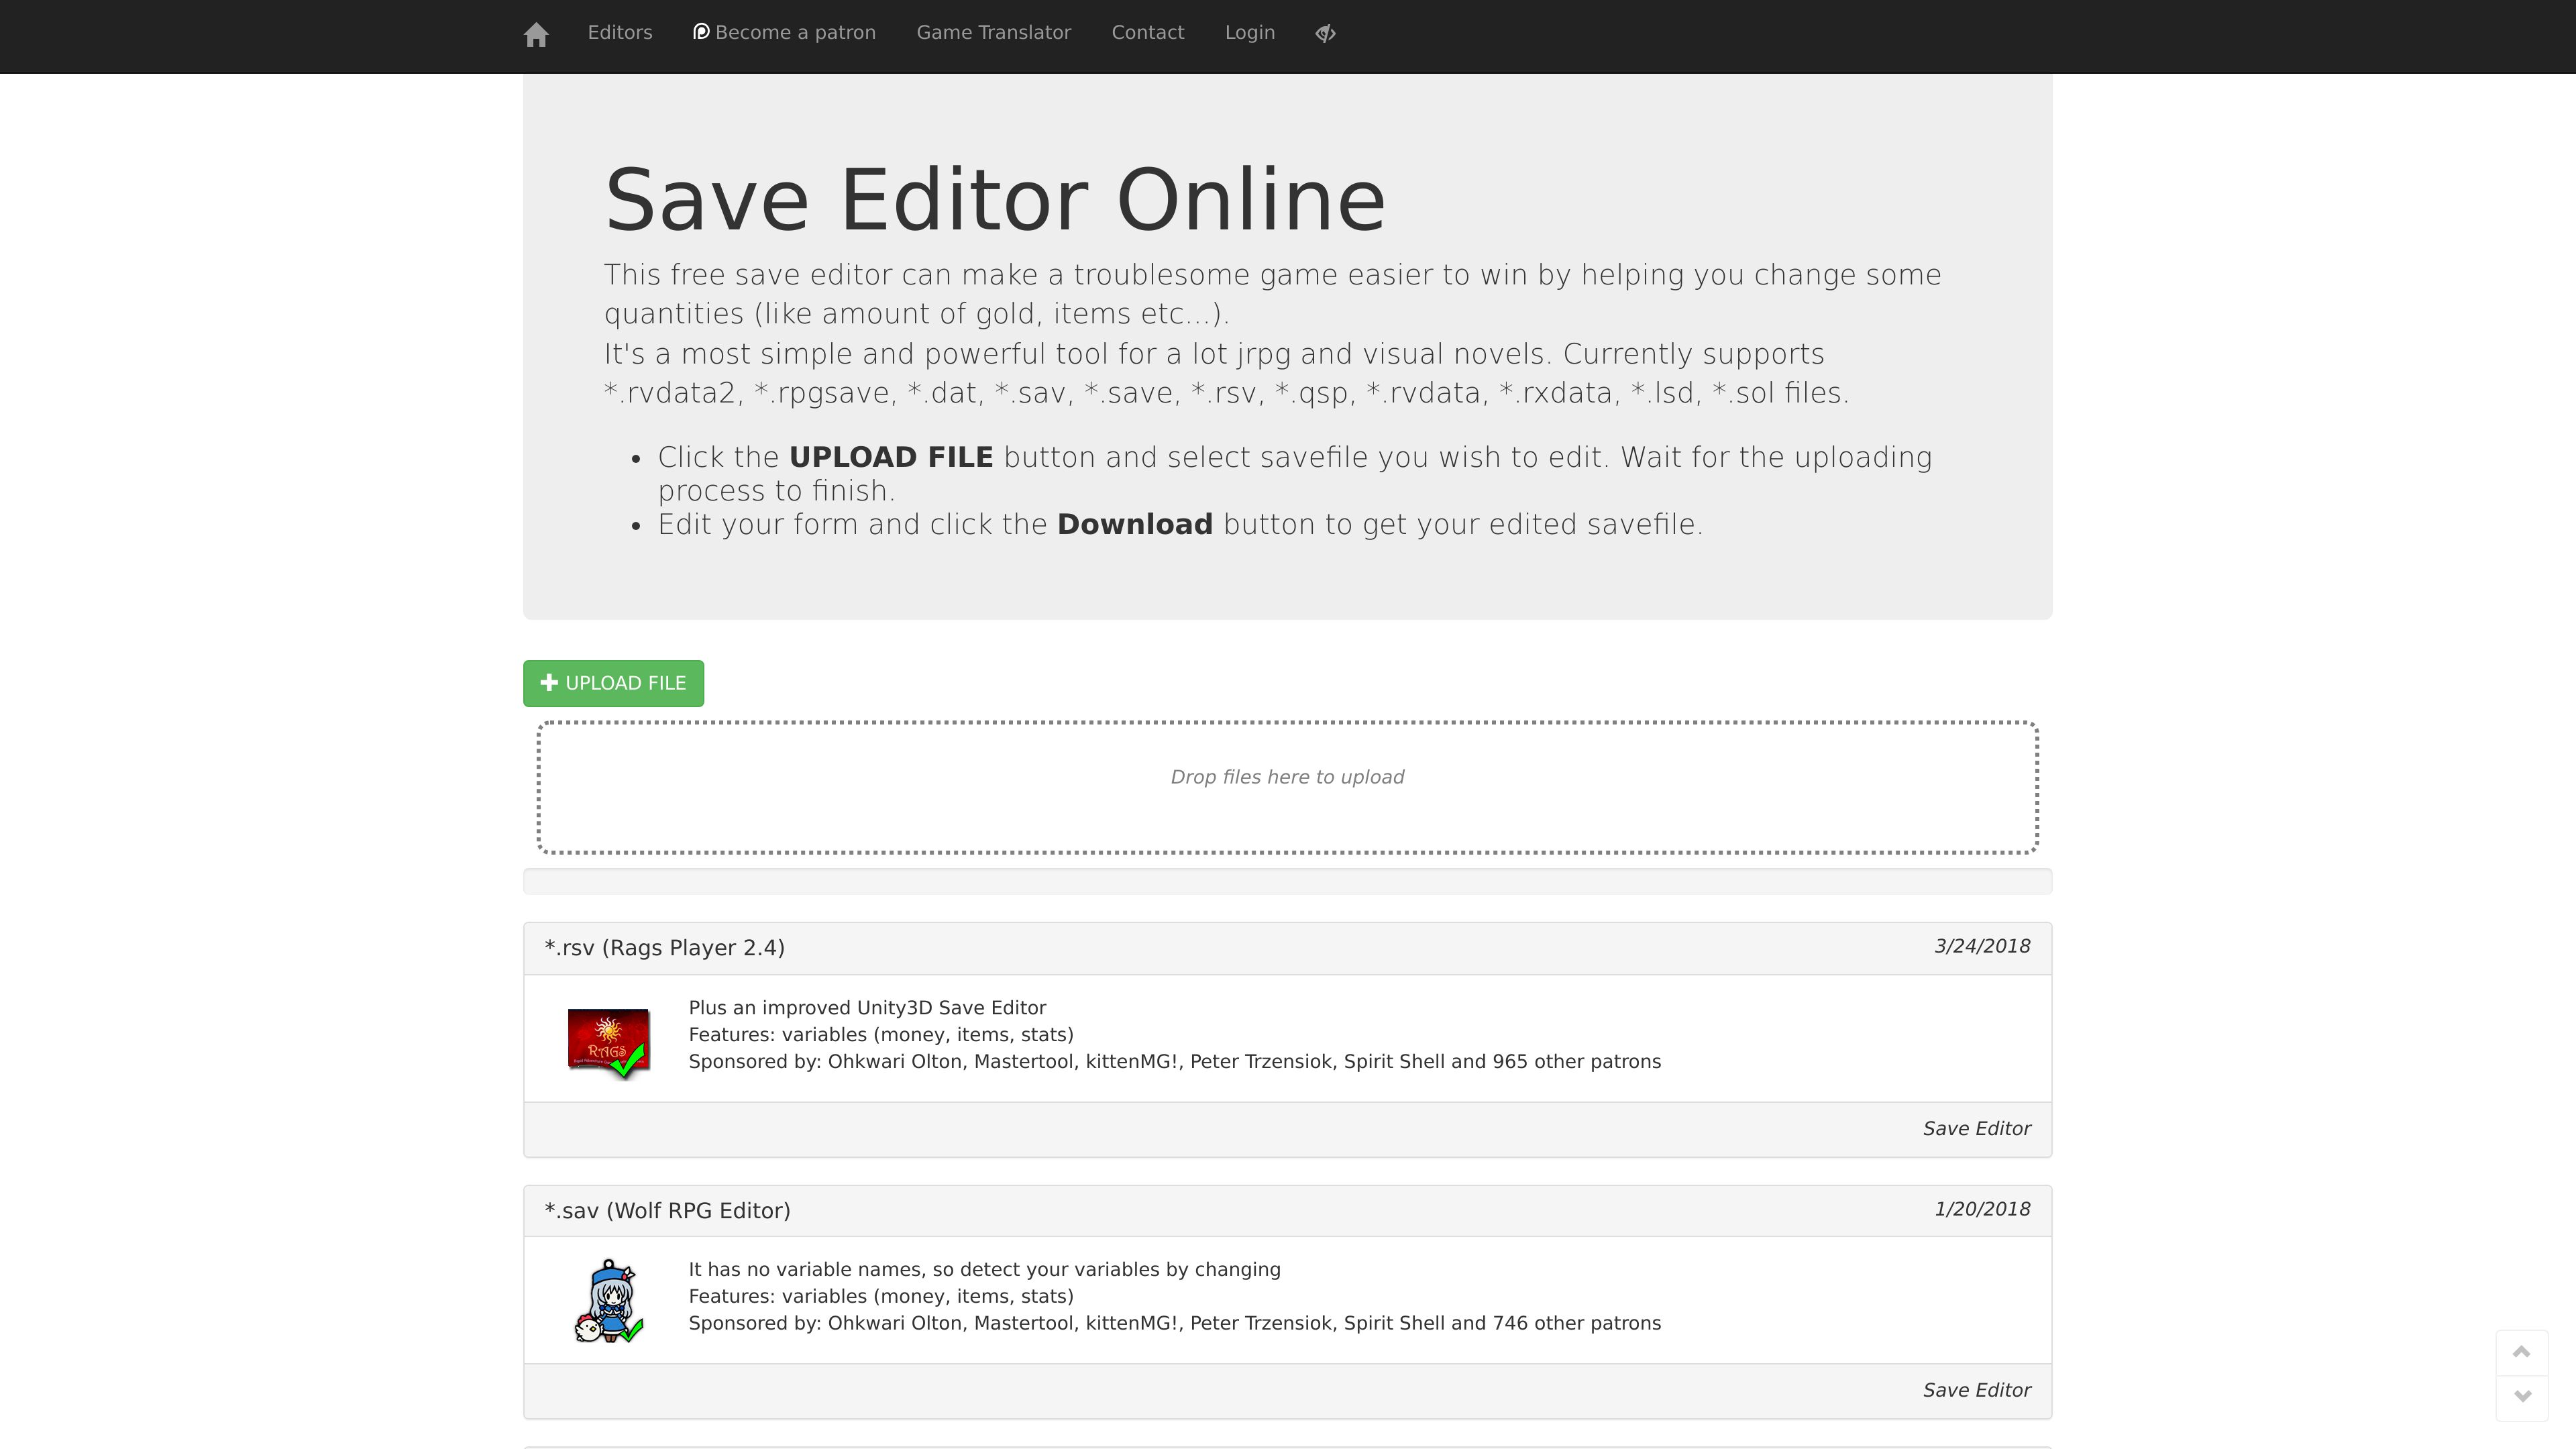 Editors
Become a patron
Game Translator
Contact
Login
Save Editor Online
This free save editor can make a troublesome game easier to win by helping you change some
quantities (like amount of gold, items etc...).
It's a most simple and powerful tool for a lot jrpg and visual novels. Currently supports
*.rvdata2, *.rpgsave, *.dat, *.sav, *.save, *.rsv, *.qsp, *.rvdata, *.rxdata, *.lsd, *.sol files.
• Click the UPLOAD FILE button and select savefile you wish to edit. Wait for the uploading
process to finish.
• Edit your form and click the Download button to get your edited savefile.
UPLOAD FILE
Drop files here to upload
*.rsv (Rags Player 2.4)
3/24/2018
RAGS
Plus an improved Unity3D Save Editor
Features: variables (money, items, stats)
Sponsored by: Ohkwari Olton, Mastertool, kittenMG!, Peter Trzensiok, Spirit Shell and 965 other patrons
Save Editor
*.sav (Wolf RPG Editor)
1/20/2018
It has no variable names, so detect your variables by changing
Features: variables (money, items, stats)
Sponsored by: Ohkwari Olton, Mastertool, kittenMG!, Peter Trzensiok, Spirit Shell and 746 other patrons
Save Editor